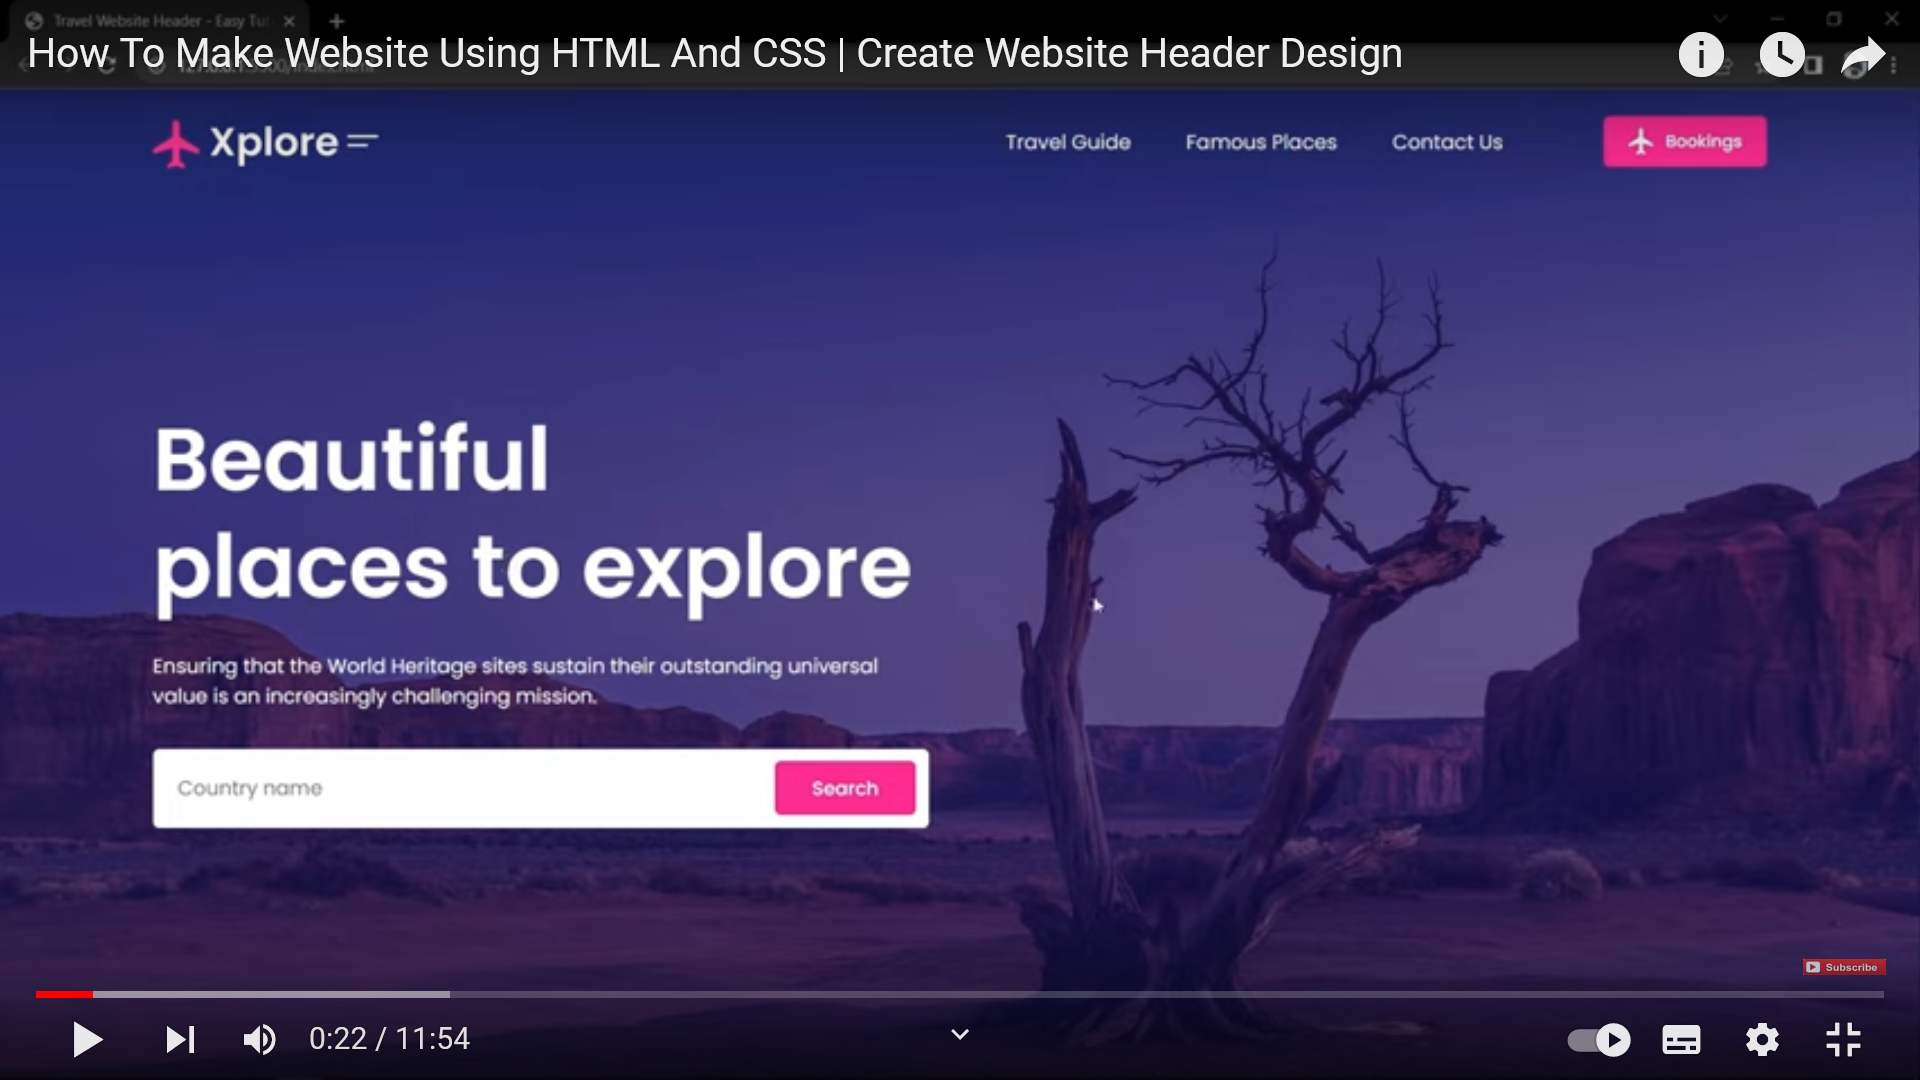 Travel Website Header - Easy Tut
How To Make Website Using HTML And CSS | Create Website Header Design
Xplore
Travel Guide
Famous Places
Contact Us
Bookings
Beautiful
places to explore
Ensuring that the World Heritage sites sustain their outstanding universal
value is an increasingly challenging mission.
Country name
Search
Subscribe
0:22 / 11:54